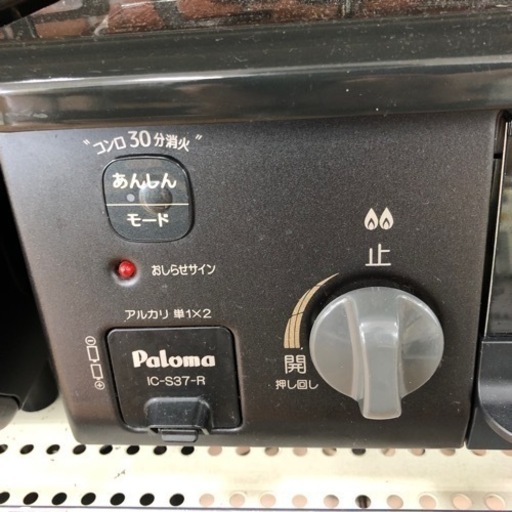 "コンロ30分消火"
あんしん
モード
おしらせサイン
アルカリ 単1×2
Paloma
IC-S37-R
止
開
押し回し